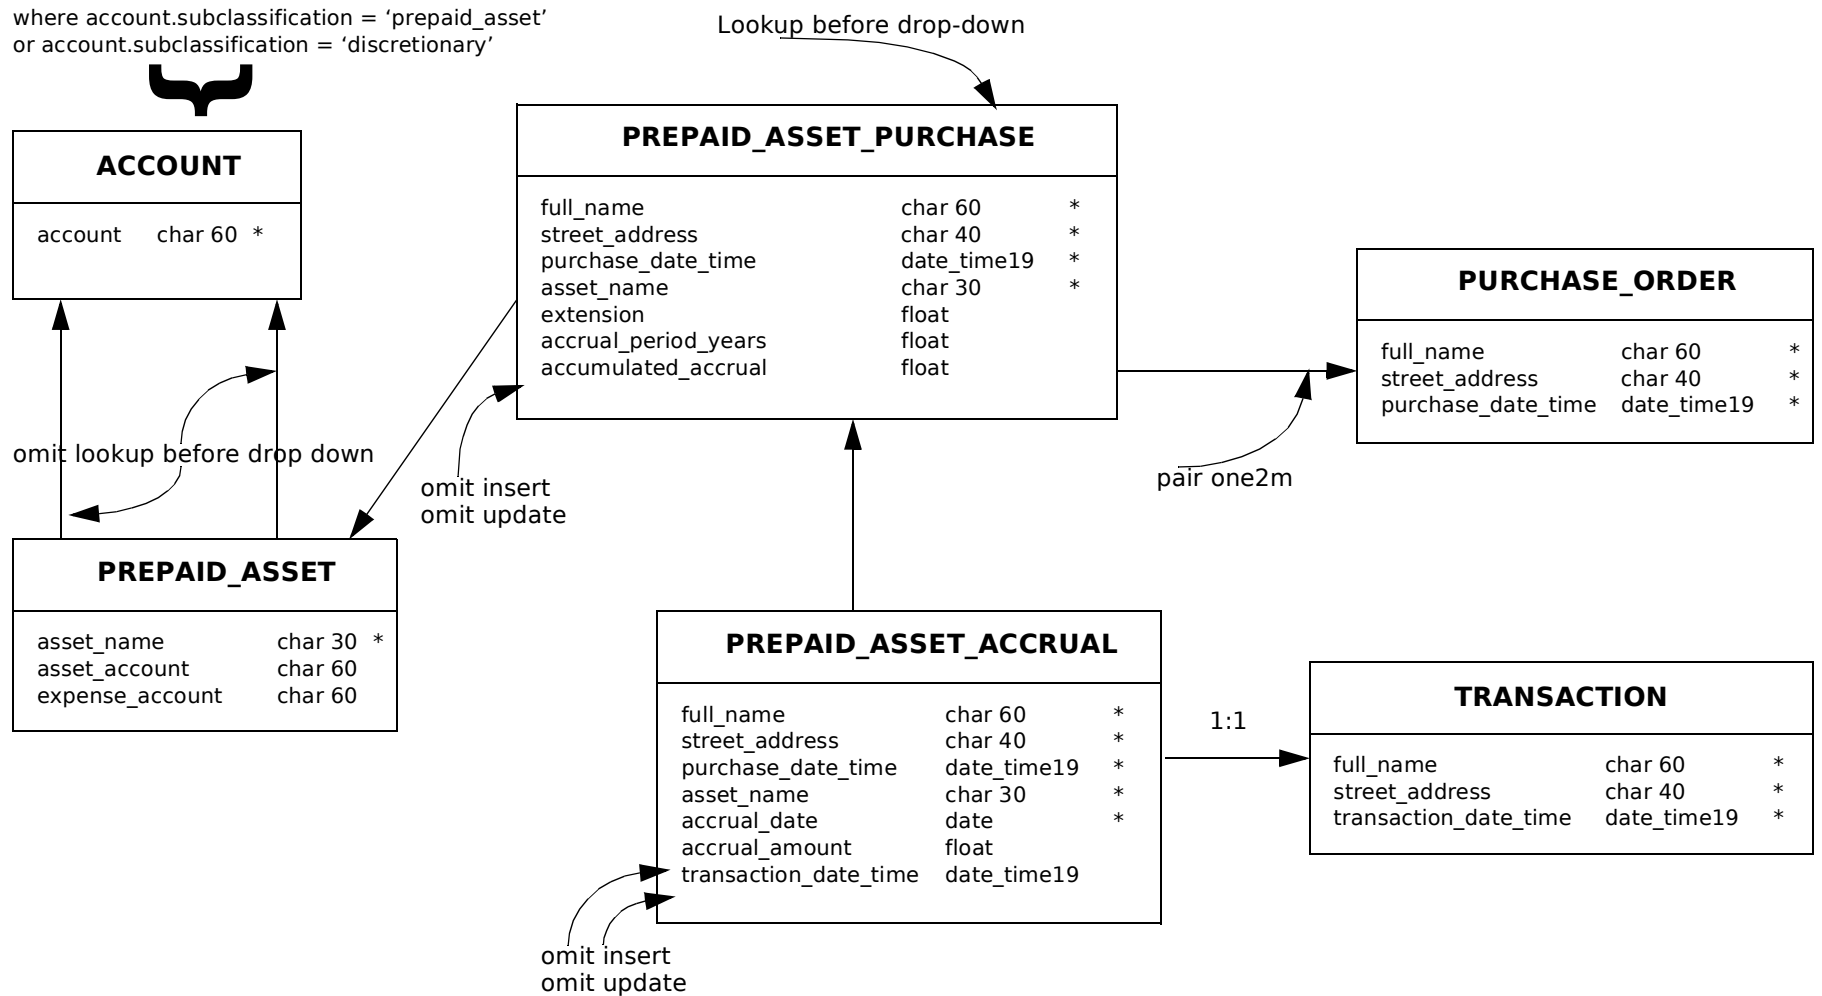 where account.subclassification = ‘prepaid_asset’
or account.subclassification = ‘discretionary’
Lookup before drop-down
ACCOUNT
account char 60 *
PREPAID_ASSET_PURCHASE
full_name char 60 *
street_address char 40 *
purchase_date_time date_time19 *
asset_name char 30 *
extension float
accrual_period_years float
accumulated_accrual float
PURCHASE_ORDER
full_name char 60 *
street_address char 40 *
purchase_date_time date_time19 *
omit lookup before drop down
omit insert
omit update
pair one2m
PREPAID_ASSET
asset_name char 30 *
asset_account char 60
expense_account char 60
PREPAID_ASSET_ACCRUAL
full_name char 60 *
street_address char 40 *
purchase_date_time date_time19 *
asset_name char 30 *
accrual_date date *
accrual_amount float
transaction_date_time date_time19
1:1
TRANSACTION
full_name char 60 *
street_address char 40 *
transaction_date_time date_time19 *
omit insert
omit update